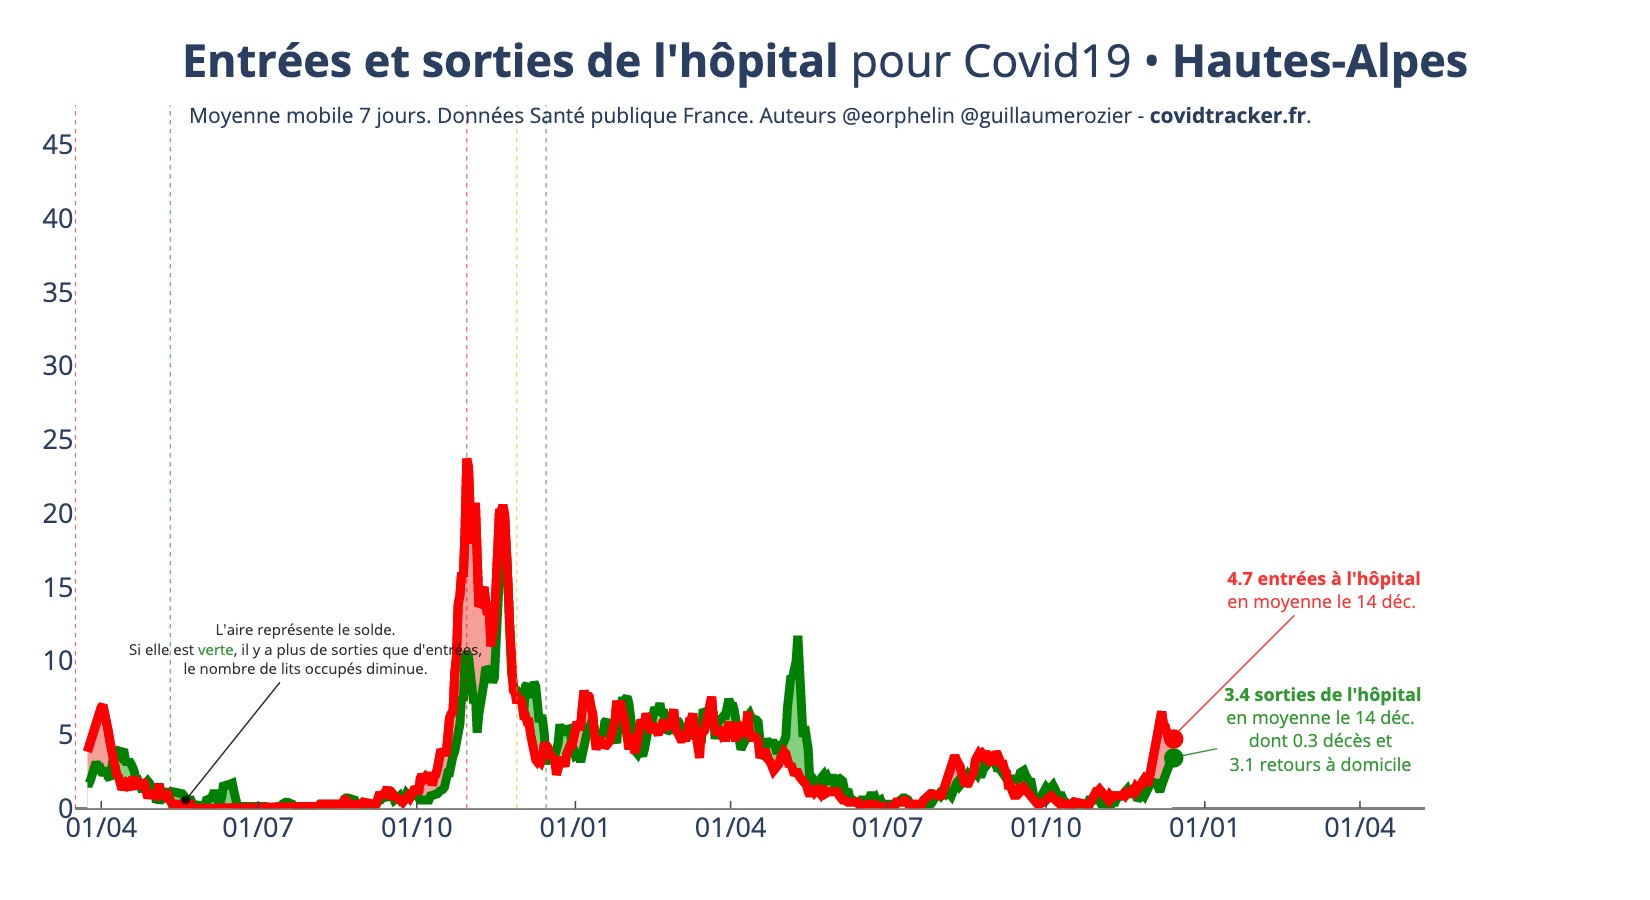 Entrées et sorties de l'hôpital pour Covid19 • Hautes-Alpes
Moyenne mobile 7 jours. Données Santé publique France. Auteurs @eorphelin @guillaumerozier - covidtracker.fr.
45
40
35
30
25
20
15
10
5
0
L'aire représente le solde.
Si elle est verte, il y a plus de sorties que d'entrées,
le nombre de lits occupés diminue.
4.7 entrées à l'hôpital
en moyenne le 14 déc.
3.4 sorties de l'hôpital
en moyenne le 14 déc.
dont 0.3 décès et
3.1 retours à domicile
01/04 01/07 01/10 01/01 01/04 01/07 01/10 01/01 01/04